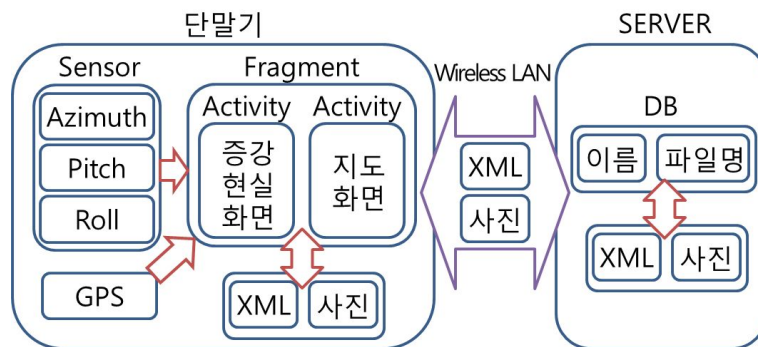 단말기
SERVER
Sensor
Fragment
Wireless LAN
Azimuth
Pitch
Roll
GPS
Activity
Activity
증강
현실
화면
지도
화면
XML
사진
XML
사진
DB
이름
파일명
XML
사진